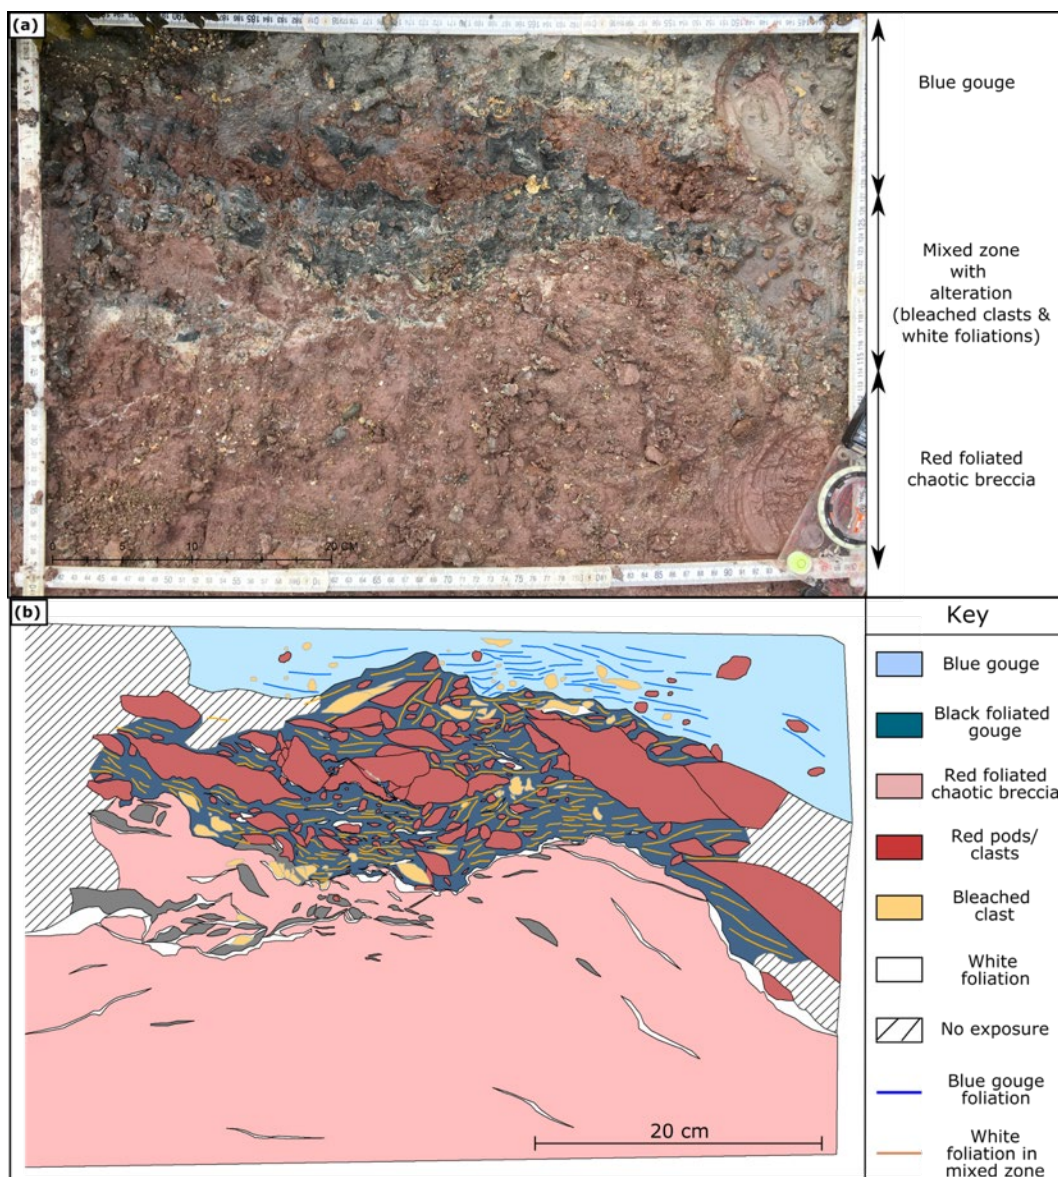 (a)
Blue gouge
Mixed zone
with
alteration
(bleached clasts &
white foliations)
Red foliated
chaotic breccia
20 CM
(b)
20 cm
Key
Blue gouge
Black foliated
gouge
Red foliated
chaotic breccia
Red pods/
clasts
Bleached
clast
White
foliation
No exposure
Blue gouge
foliation
White
foliation in
mixed zone